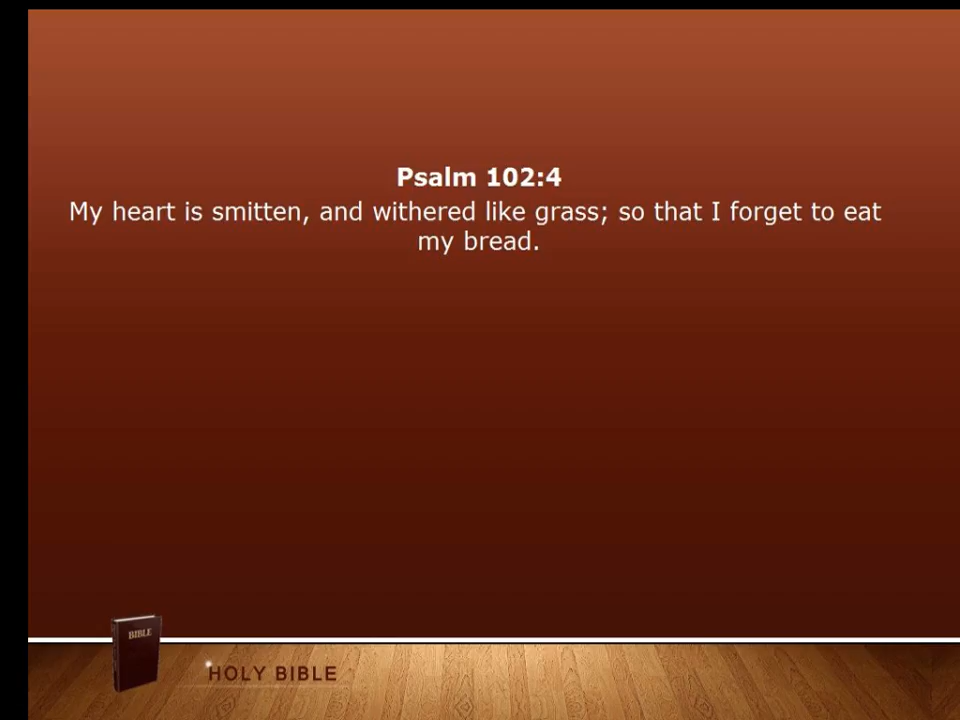 Psalm 102:4
My heart is smitten, and withered like grass; so that I forget to eat
my bread.
BIBLE
HOLY BIBLE